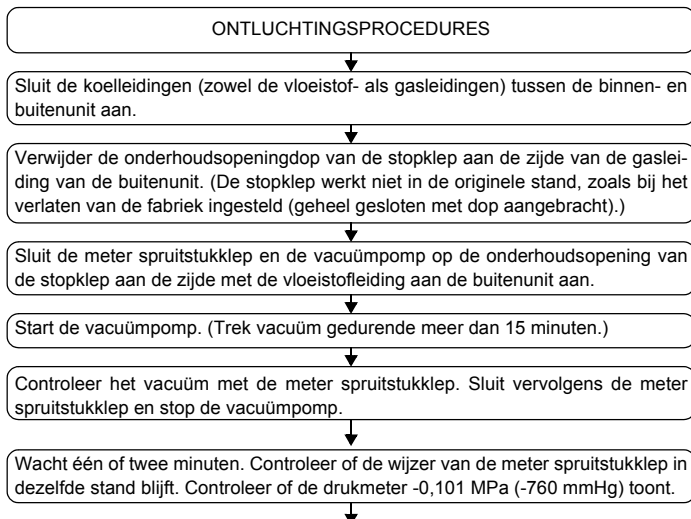 ONTLUCHTINGSPROCEDURES
Sluit de koelleidingen (zowel de vloeistof- als gasleidingen) tussen de binnen- en
buitenunit aan.
Verwijder de onderhoudsopeningdop van de stopklep aan de zijde van de gaslei-
ding van de buitenunit. (De stopklep werkt niet in de originele stand, zoals bij het
verlaten van de fabriek ingesteld (geheel gesloten met dop aangebracht).)
Sluit de meter spruitstukklep en de vacuümpomp op de onderhoudsopening van
de stopklep aan de zijde met de vloeistofleiding aan de buitenunit aan.
Start de vacuümpomp. (Trek vacuüm gedurende meer dan 15 minuten.)
Controleer het vacuüm met de meter spruitstukklep. Sluit vervolgens de meter
spruitstukklep en stop de vacuümpomp.
Wacht één of twee minuten. Controleer of de wijzer van de meter spruitstukklep in
dezelfde stand blijft. Controleer of de drukmeter -0,101 MPa (-760 mmHg) toont.